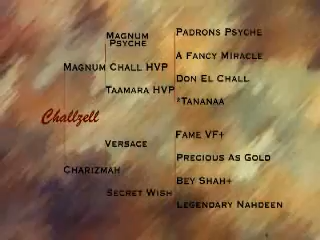 Padrons Psyche
Magnum
Psyche
A Fancy Miracle
Magnum Chall HVP
Don El Chall
Taamara HVP
*Tananaa
Challzell
Fame VF+
Versace
Precious As Gold
Charizmah
Bey Shah+
Secret Wish
Legendary Nahdeen